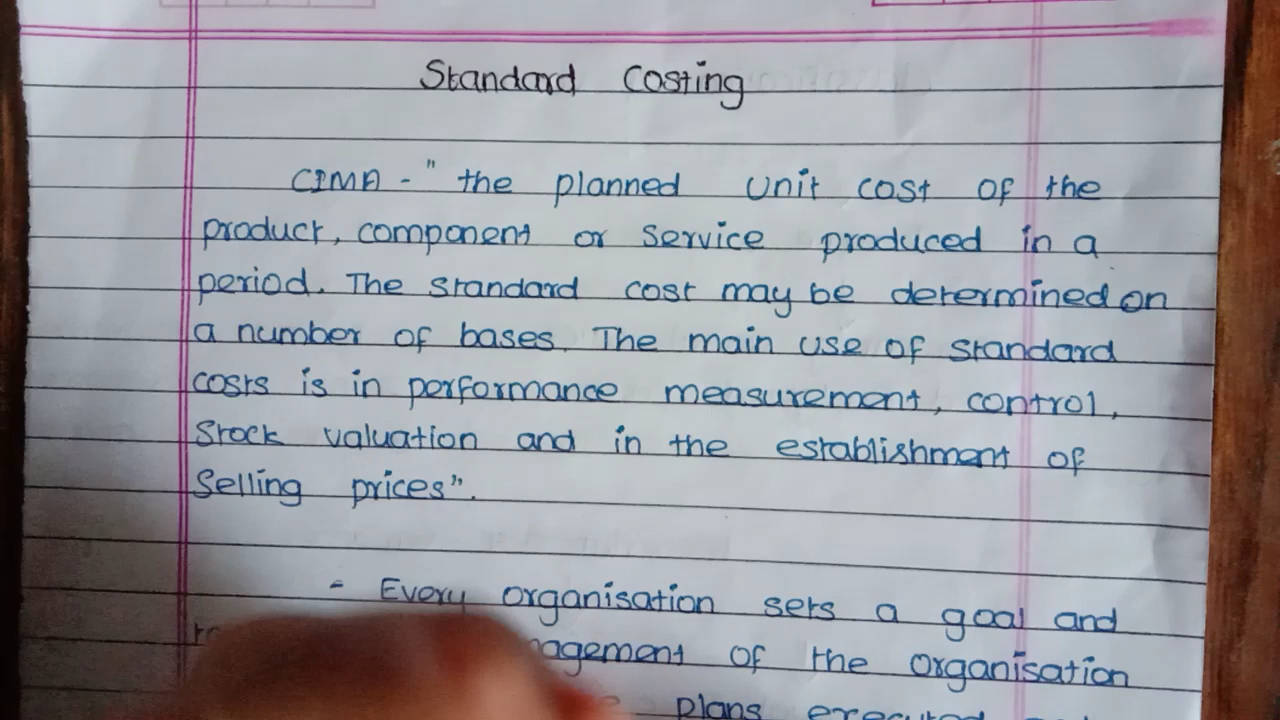 Standard Costing
CIMA - " the planned unit cost of the
product, component or service produced in a
period. The standard cost may be determined on
a number of bases. The main use of standard
costs is in performance measurement, control,
Stock valuation and in the establishment of
Selling prices".
- Every organisation sets a goal and
of the organisation
plans executed